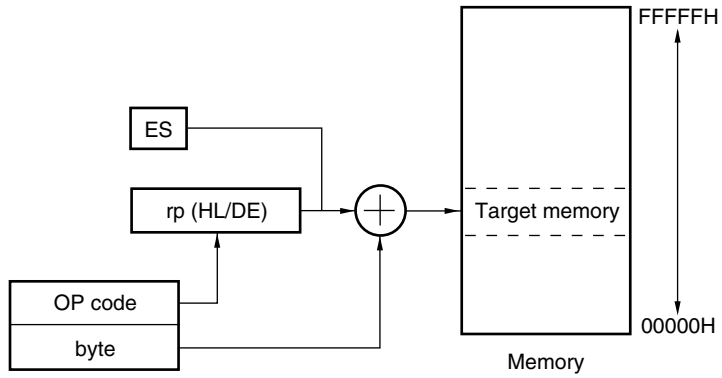 FFFFFH
ES
rp (HL/DE)
Target memory
OP code
byte
00000H
Memory